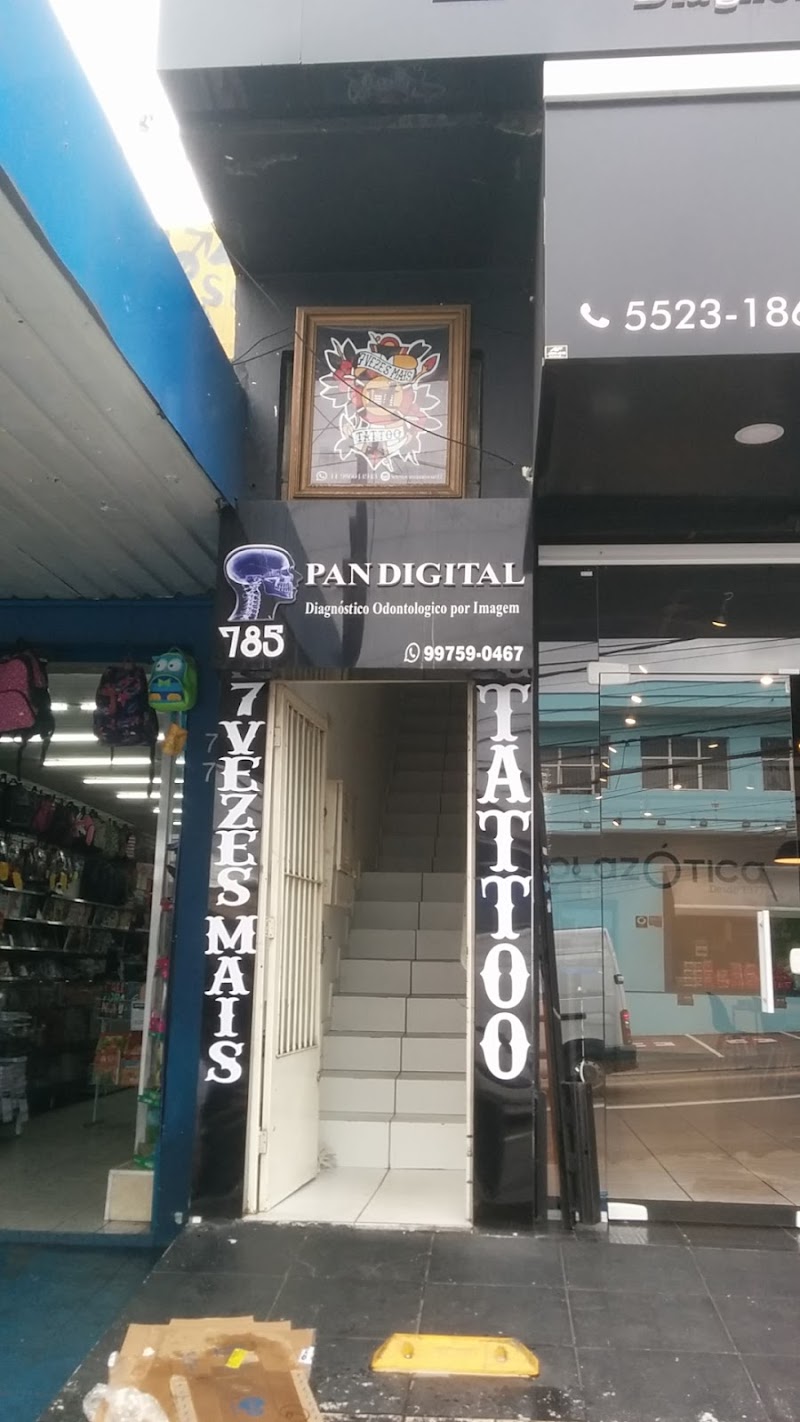 5523-186
7 VEZES MAIS
TATTOO
PAN DIGITAL
Diagnóstico Odontologico por Imagem
785
99759-0467
7 VEZES MAIS
TATTOO
Ótica